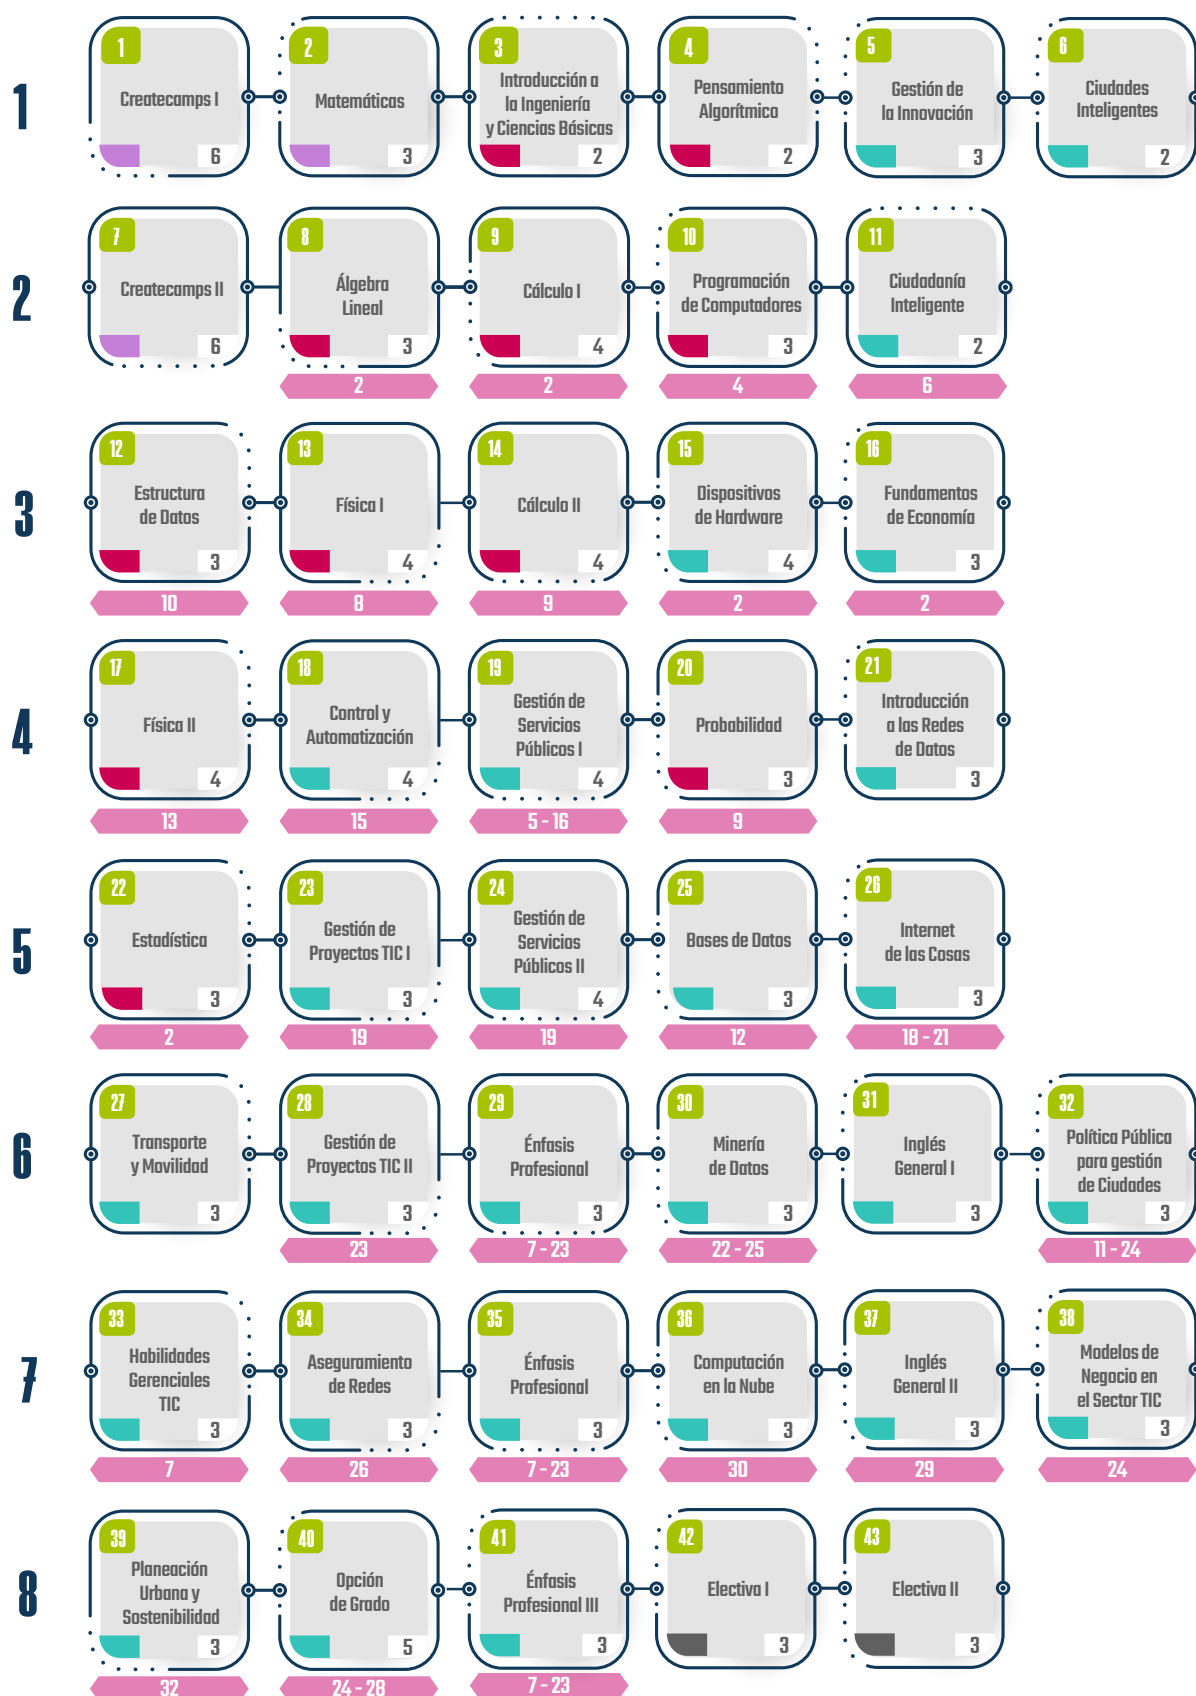 1
1
Createcamps I
6
2
Matemáticas
3
3
Introducción a
la Ingeniería
y Ciencias Básicas
2
4
Pensamiento
Algorítmico
2
5
Gestión de
la Innovación
3
6
Ciudades
Inteligentes
2
2
7
Createcamps II
6
8
Álgebra
Lineal
3
2
9
Cálculo I
4
2
10
Programación
de Computadores
3
4
11
Ciudadanía
Inteligente
2
6
3
12
Estructura
de Datos
3
10
13
Física I
4
8
14
Cálculo II
4
9
15
Dispositivos
de Hardware
4
2
16
Fundamentos
de Economía
3
2
4
17
Física II
4
13
18
Control y
Automatización
4
15
19
Gestión de
Servicios
Públicos I
4
5 - 16
20
Probabilidad
3
9
21
Introducción
a las Redes
de Datos
3
5
22
Estadística
3
2
23
Gestión de
Proyectos TIC I
3
19
24
Gestión de
Servicios
Públicos II
4
19
25
Bases de Datos
3
12
26
Internet
de las Cosas
3
18 - 21
6
27
Transporte
y Movilidad
3
28
Gestión de
Proyectos TIC II
3
23
29
Énfasis
Profesional
3
7 - 23
30
Minería
de Datos
3
22 - 25
31
Inglés
General I
3
32
Política Pública
para gestión
de Ciudades
3
11 - 24
7
33
Habilidades
Gerenciales
TIC
3
7
34
Aseguramiento
de Redes
3
26
35
Énfasis
Profesional
3
7 - 23
36
Computación
en la Nube
3
30
37
Inglés
General II
3
29
38
Modelos de
Negocio en
el Sector TIC
3
24
8
39
Planeación
Urbana y
Sostenibilidad
3
32
40
Opción
de Grado
5
24 - 28
41
Énfasis
Profesional III
3
7 - 23
42
Electiva I
3
43
Electiva II
3